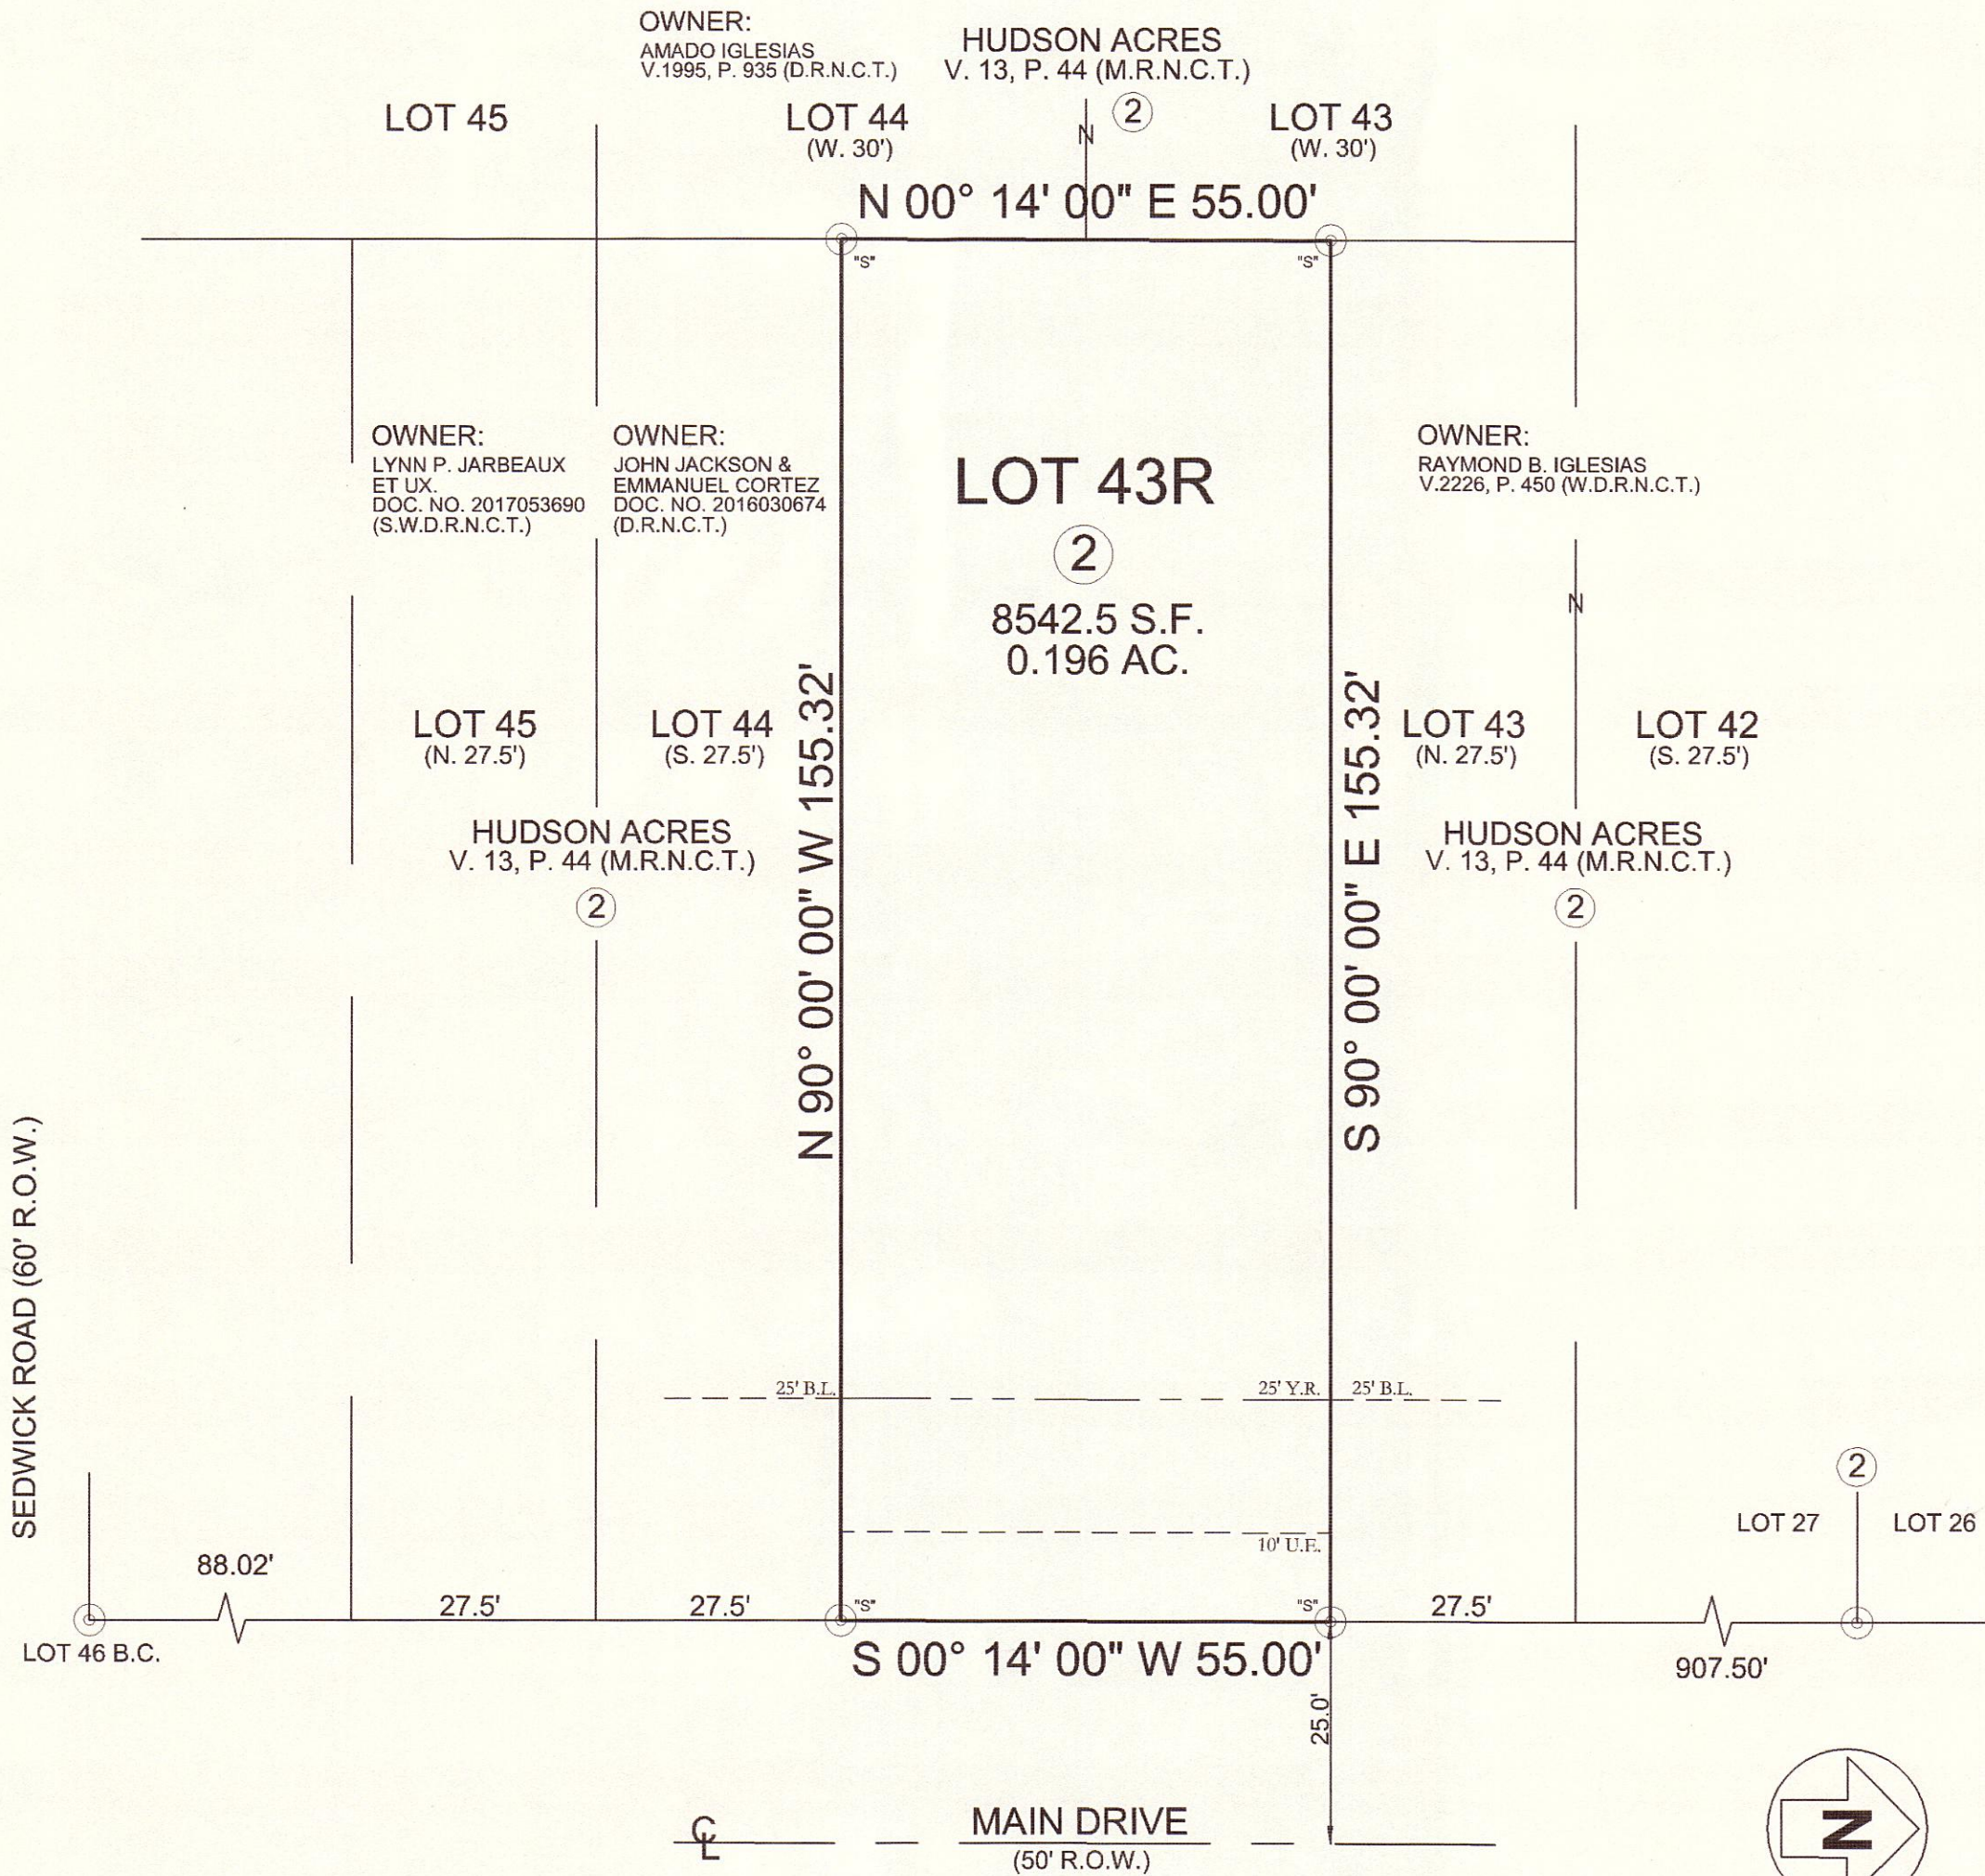 OWNER:
AMADO IGLESIAS
V.1995, P. 935 (D.R.N.C.T.)
HUDSON ACRES
V. 13, P. 44 (M.R.N.C.T.)
2
LOT 45
LOT 44
(W. 30')
N
LOT 43
(W. 30')
N 00° 14' 00" E 55.00'
"S"
"S"
OWNER:
LYNN P. JARBEAUX
ET UX.
DOC. NO. 2017053690
(S.W.D.R.N.C.T.)
OWNER:
JOHN JACKSON &
EMMANUEL CORTEZ
DOC. NO. 2016030674
(D.R.N.C.T.)
LOT 43R
2
8542.5 S.F.
0.196 AC.
OWNER:
RAYMOND B. IGLESIAS
V.2226, P. 450 (W.D.R.N.C.T.)
N
LOT 45
(N. 27.5')
LOT 44
(S. 27.5')
N 90° 00' 00" W 155.32'
S 90° 00' 00" E 155.32'
LOT 43
(N. 27.5')
LOT 42
(S. 27.5')
HUDSON ACRES
V. 13, P. 44 (M.R.N.C.T.)
2
HUDSON ACRES
V. 13, P. 44 (M.R.N.C.T.)
2
SEDWICK ROAD (60' R.O.W.)
25' B.L.
25' Y.R.
25' B.L.
10' U.E.
2
LOT 27
LOT 26
88.02'
27.5'
27.5'
"S"
"S"
27.5'
LOT 46 B.C.
S 00° 14' 00" W 55.00'
907.50'
25.0'
CL
MAIN DRIVE
(50' R.O.W.)
N